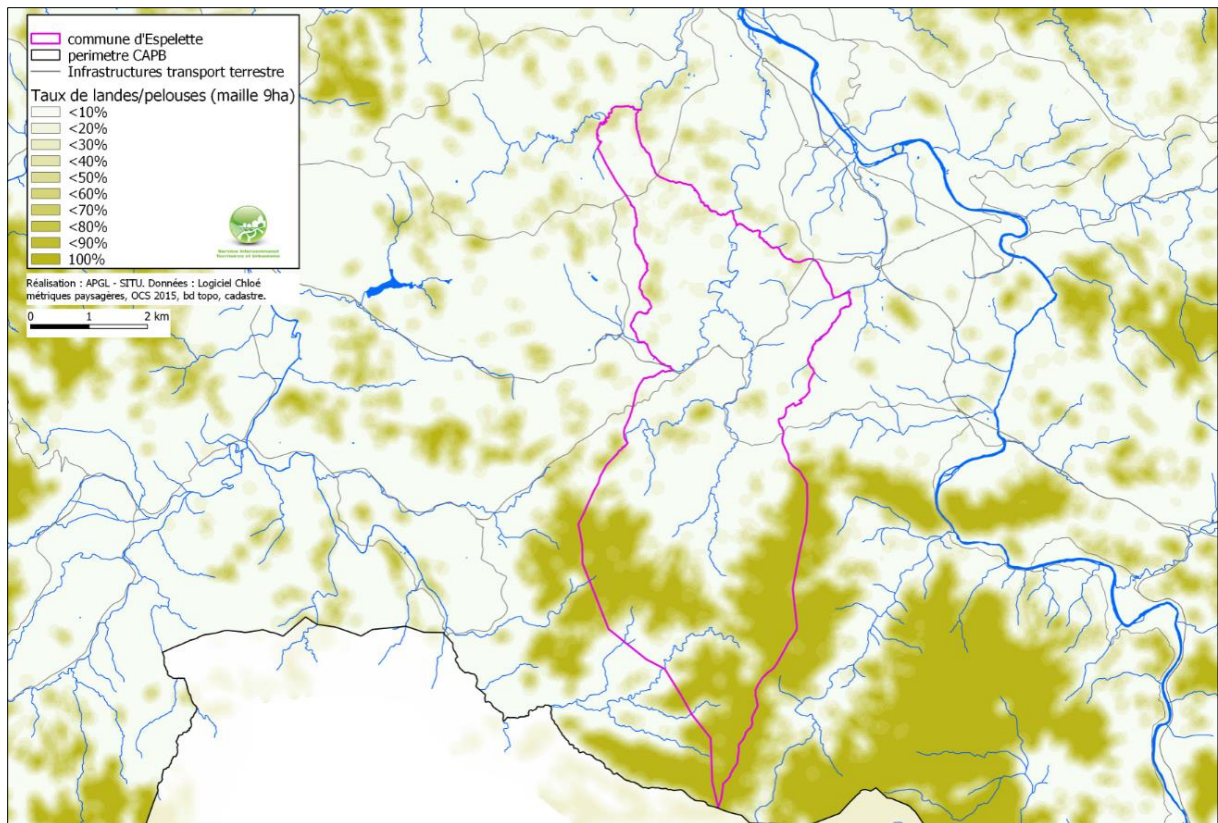 commune d'Espelette
perimetre CAPB
Infrastructures transport terrestre
Taux de landes/pelouses (maille 9ha)
<10%
<20%
<30%
<40%
<50%
<60%
<70%
<80%
<90%
100%
Réalisation : APGL - SITU. Données : Logiciel Chloé
métriques paysagères, OCS 2015, bd topo, cadastre.
0 1 2 km